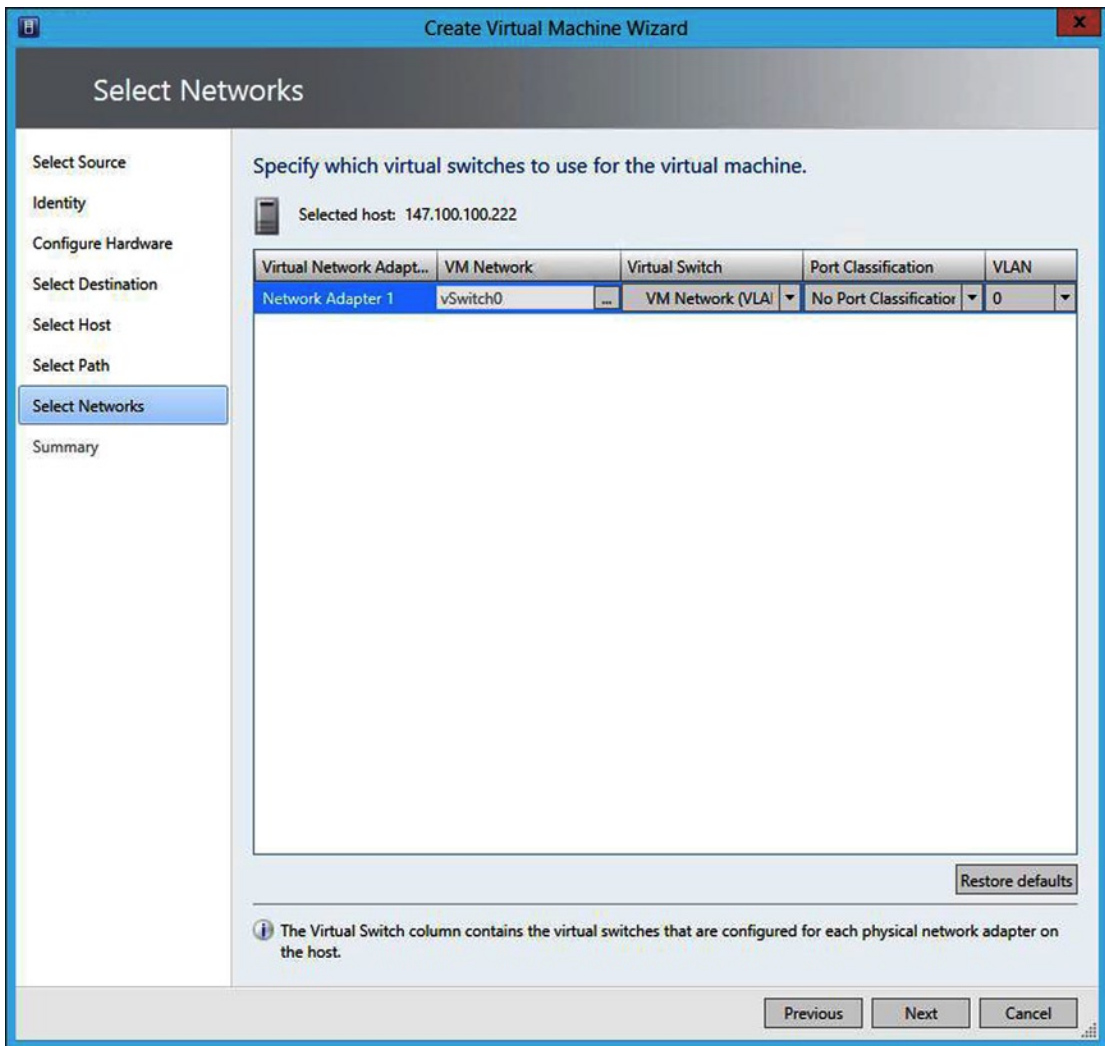 Create Virtual Machine Wizard
x
Select Networks
Select Source
Identity
Configure Hardware
Select Destination
Select Host
Select Path
Select Networks
Summary
Specify which virtual switches to use for the virtual machine.
Selected host: 147.100.100.222
Virtual Network Adapt... VM Network Virtual Switch Port Classification VLAN
Network Adapter 1 vSwitch0 ... VM Network (VLA No Port Classification 0
Restore defaults
The Virtual Switch column contains the virtual switches that are configured for each physical network adapter on
the host.
Previous Next Cancel